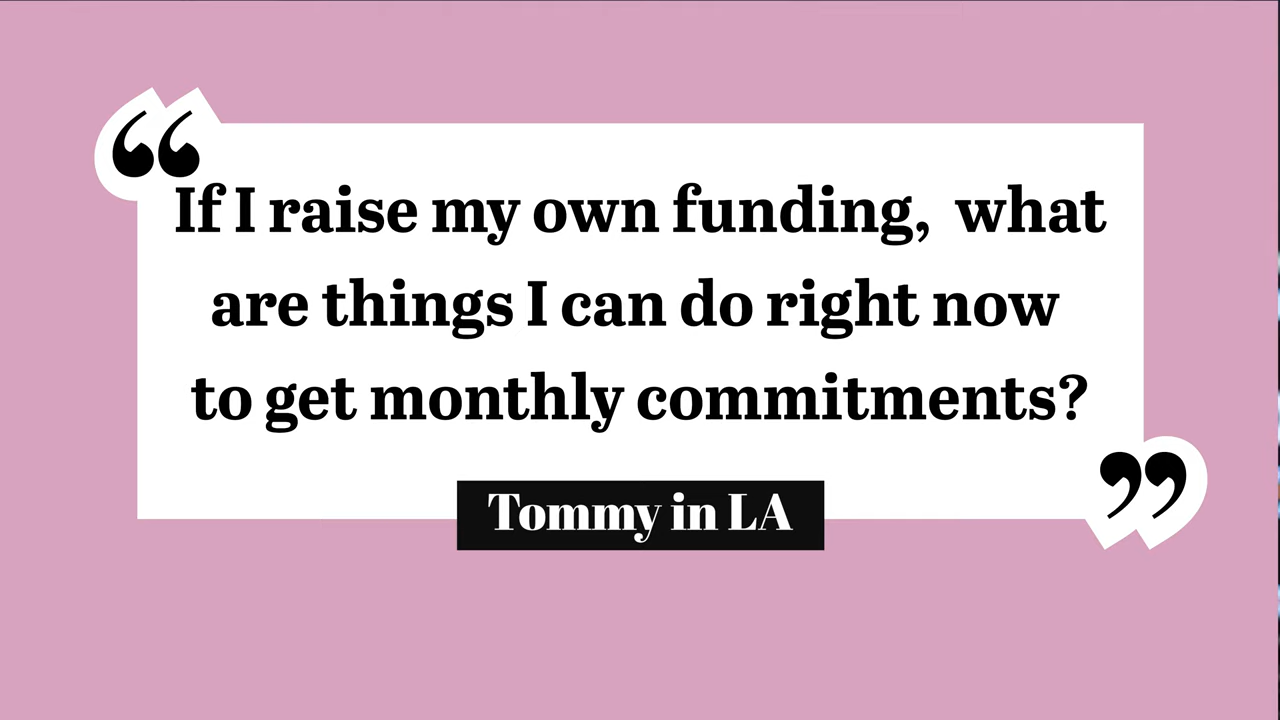 “If I raise my own funding,  what
are things I can do right now
to get monthly commitments?”
Tommy in LA